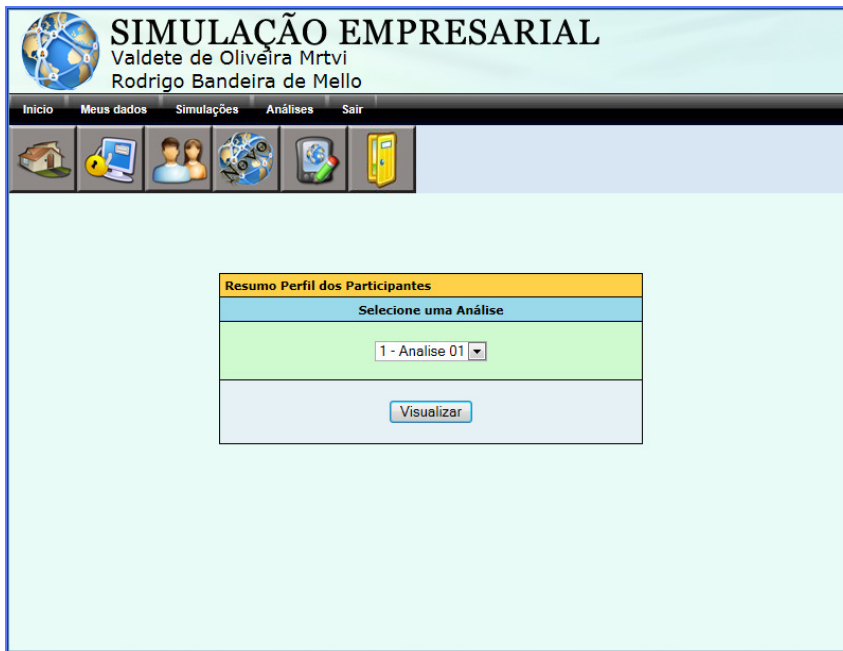 SIMULAÇÃO EMPRESARIAL
Valdete de Oliveira Mrtvi
Rodrigo Bandeira de Mello
Inicio Meus dados Simulações Análises Sair
Novo
Resumo Perfil dos Participantes
Selecione uma Análise
1 - Analise 01
Visualizar